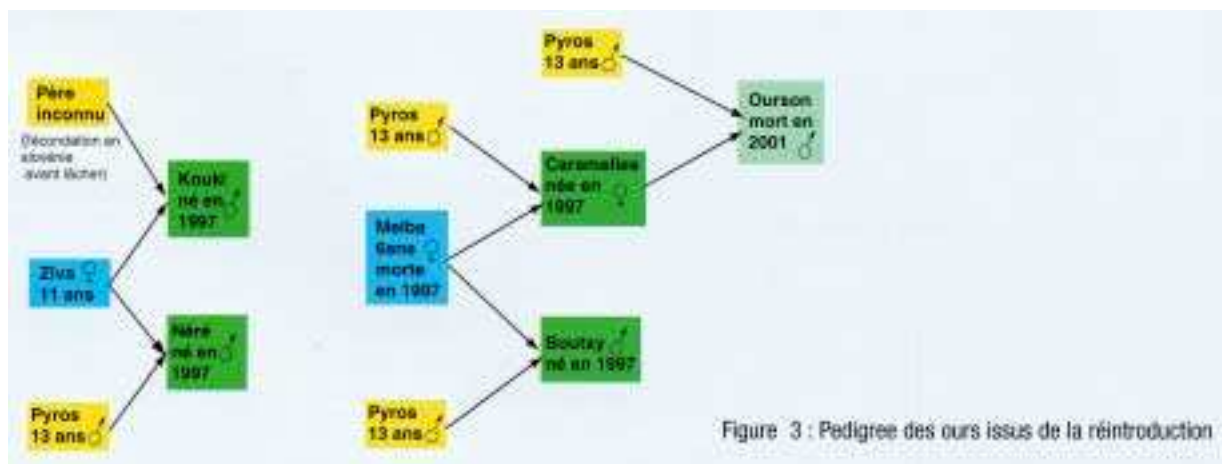 Père
inconnu
(fécondation en
slovénie
avant lâcher)
Kouki
né en
1997
Ziva
11 ans
Nére
né en
1997
Pyros
13 ans
Pyros
13 ans
Melba
6ans
morte
en 1997
Pyros
13 ans
Caramelles
née en
1997
Boutxy
né en 1997
Pyros
13 ans
Ourson
mort en
2001
Figure 3 : Pedigree des ours issus de la réintroduction